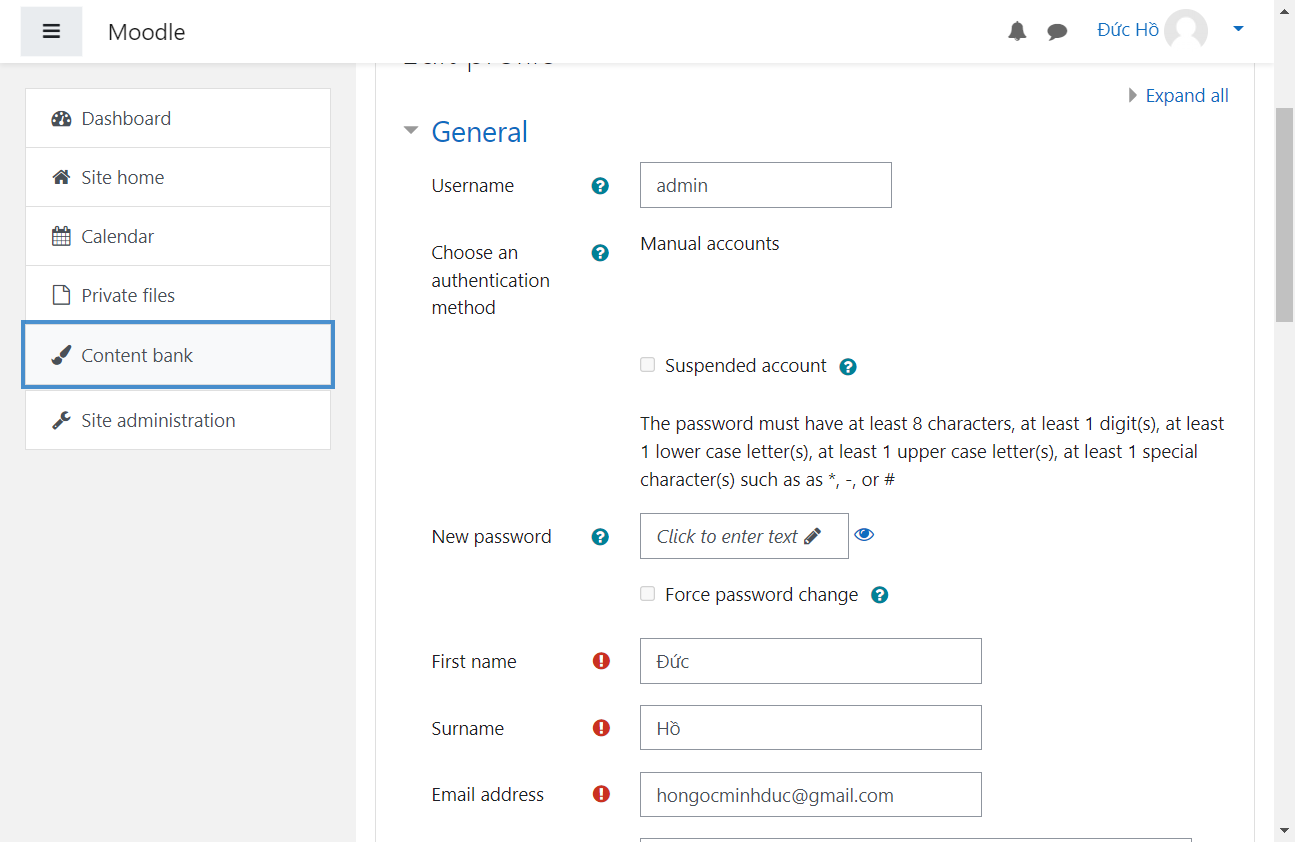 Moodle
Đức Hồ
Dashboard
Site home
Calendar
Private files
Content bank
Site administration
Edit profile
Expand all
General
Username
admin
Choose an
authentication
method
Manual accounts
Suspended account
The password must have at least 8 characters, at least 1 digit(s), at least
1 lower case letter(s), at least 1 upper case letter(s), at least 1 special
character(s) such as as *, -, or #
New password
Click to enter text
Force password change
First name
Đức
Surname
Hồ
Email address
hongocminhduc@gmail.com